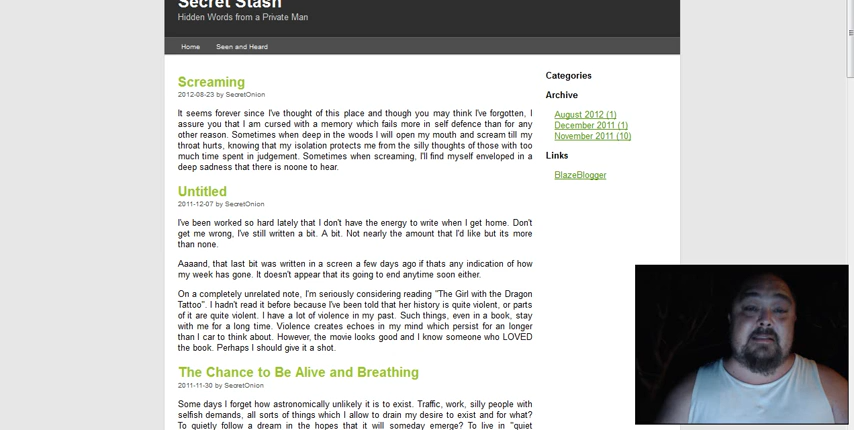 Secret Stash
Hidden Words from a Private Man
Home Seen and Heard
Screaming
2012-08-23 by SecretOnion
It seems forever since I've thought of this place and though you may think I've forgotten, I
assure you that I am cursed with a memory which fails more in self defence than for any
other reason. Sometimes when deep in the woods I will open my mouth and scream till my
throat hurts, knowing that my isolation protects me from the silly thoughts of those with too
much time spent in judgement. Sometimes when screaming, I'll find myself enveloped in a
deep sadness that there is noone to hear.
Untitled
2011-12-07 by SecretOnion
I've been worked so hard lately that I don't have the energy to write when I get home. Don't
get me wrong, I've still written a bit. A bit. Not nearly the amount that I'd like but its more
than none.
Aaaand, that last bit was written in a screen a few days ago if thats any indication of how
my week has gone. It doesn't appear that its going to end anytime soon either.
On a completely unrelated note, I'm seriously considering reading "The Girl with the Dragon
Tattoo". I hadn't read it before because I've been told that her history is quite violent, or parts
of it are quite violent. I have a lot of violence in my past. Such things, even in a book, stay
with me for a long time. Violence creates echoes in my mind which persist for an longer
than I car to think about. However, the movie looks good and I know someone who LOVED
the book. Perhaps I should give it a shot.
The Chance to Be Alive and Breathing
2011-11-30 by SecretOnion
Some days I forget how astronomically unlikely it is to exist. Traffic, work, silly people with
selfish demands, all sorts of things which I allow to drain my desire to exist and for what?
To quietly follow a dream in the hopes that it will someday emerge? To live in "quiet
Categories
Archive
August 2012 (1)
December 2011 (1)
November 2011 (10)
Links
BlazeBlogger